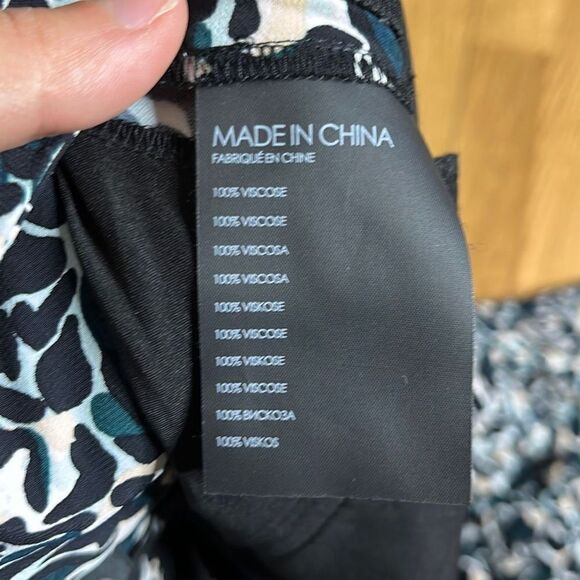 MADE IN CHINA
FABRIQUÉ EN CHINE
100% VISCOSE
100% VISCOSE
100% VISCOSA
100% VISCOSA
100% VISKOSE
100% VISCOSE
100% VISKOSE
100% VISCOSE
100% ВИСКОЗА
100% VISKOS